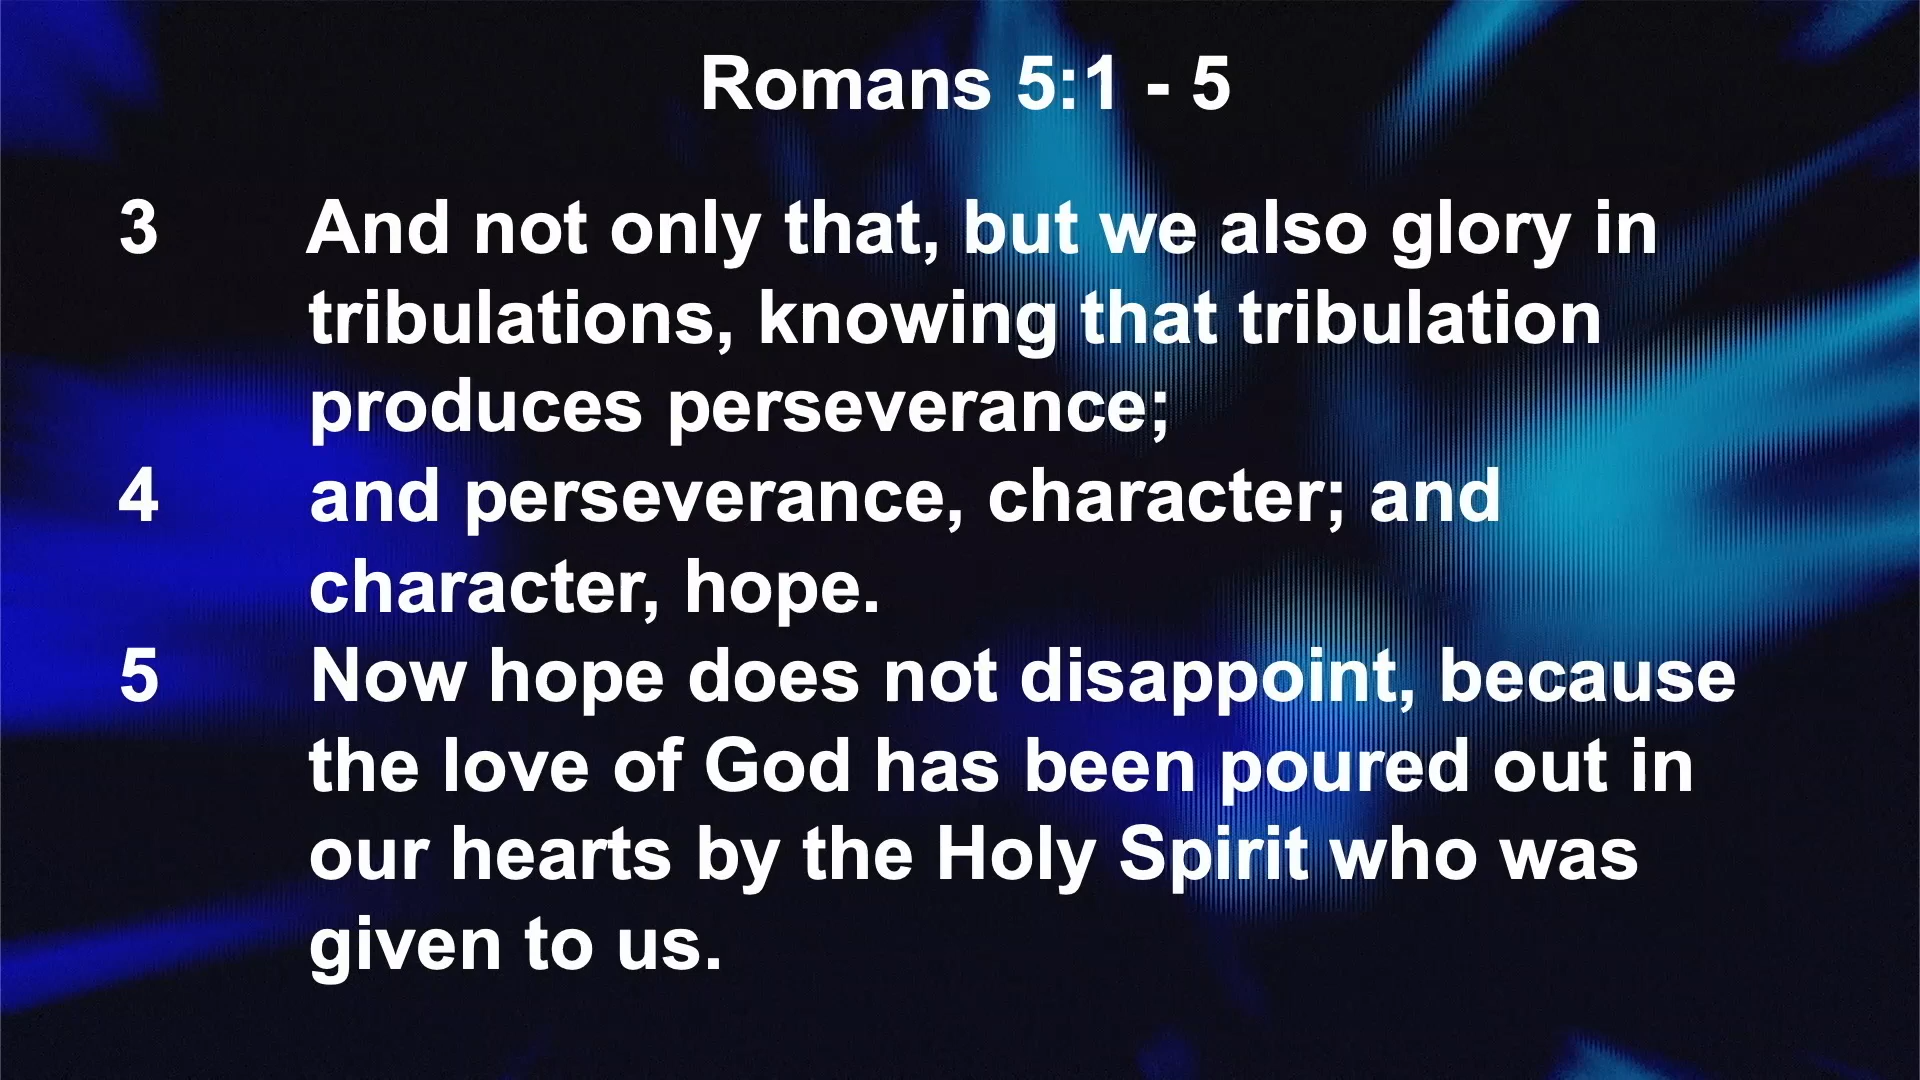 Romans 5:1 - 5
3 And not only that, but we also glory in
tribulations, knowing that tribulation
produces perseverance;
4 and perseverance, character; and
character, hope.
5 Now hope does not disappoint, because
the love of God has been poured out in
our hearts by the Holy Spirit who was
given to us.